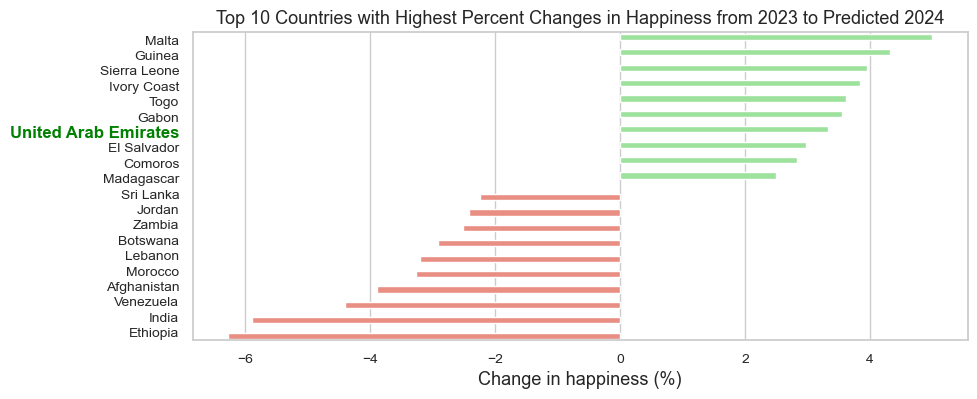 Top 10 Countries with Highest Percent Changes in Happiness from 2023 to Predicted 2024
Malta
Guinea
Sierra Leone
Ivory Coast
Togo
Gabon
United Arab Emirates
El Salvador
Comoros
Madagascar
Sri Lanka
Jordan
Zambia
Botswana
Lebanon
Morocco
Afghanistan
Venezuela
India
Ethiopia
−6 −4 −2 0 2 4
Change in happiness (%)